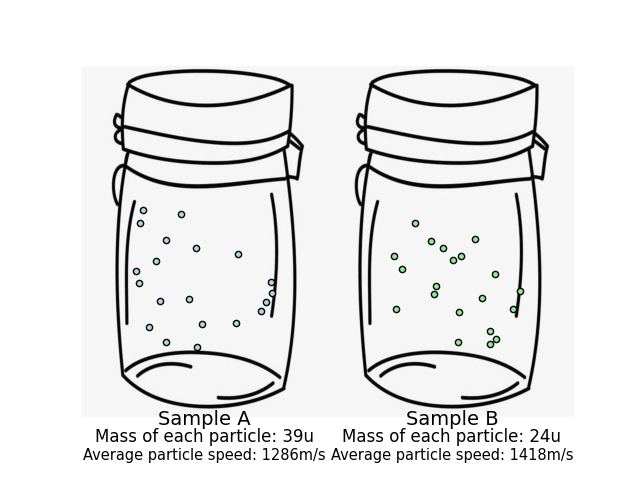 Sample A
Mass of each particle: 39u
Average particle speed: 1286m/s
Sample B
Mass of each particle: 24u
Average particle speed: 1418m/s